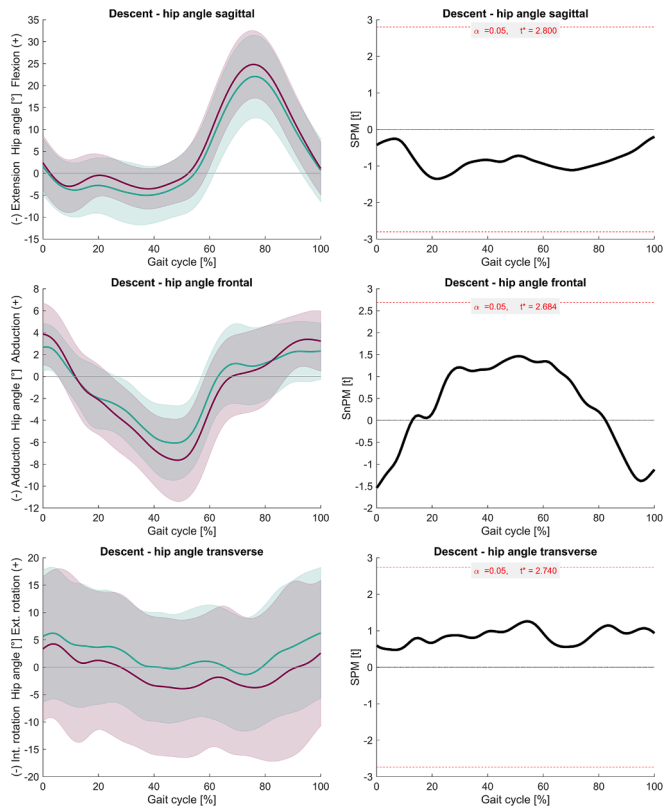 Descent - hip angle sagittal
(-) Extension Hip angle [°] Flexion (+)
35
30
25
20
15
10
5
0
-5
-10
-15
0 20 40 60 80 100
Gait cycle [%]
Descent - hip angle sagittal
SPM [t]
3
2
1
0
-1
-2
-3
α =0.05, t* = 2.800
0 20 40 60 80 100
Gait cycle [%]
Descent - hip angle frontal
(-) Adduction Hip angle [°] Abduction (+)
8
6
4
2
0
-2
-4
-6
-8
-10
-12
0 20 40 60 80 100
Gait cycle [%]
Descent - hip angle frontal
SnPM [t]
3
2.5
2
1.5
1
0.5
0
-0.5
-1
-1.5
-2
α =0.05, t* = 2.684
0 20 40 60 80 100
Gait cycle [%]
Descent - hip angle transverse
(-) Int. rotation Hip angle [°] Ext. rotation (+)
20
15
10
5
0
-5
-10
-15
-20
0 20 40 60 80 100
Gait cycle [%]
Descent - hip angle transverse
SPM [t]
3
2
1
0
-1
-2
-3
α =0.05, t* = 2.740
0 20 40 60 80 100
Gait cycle [%]